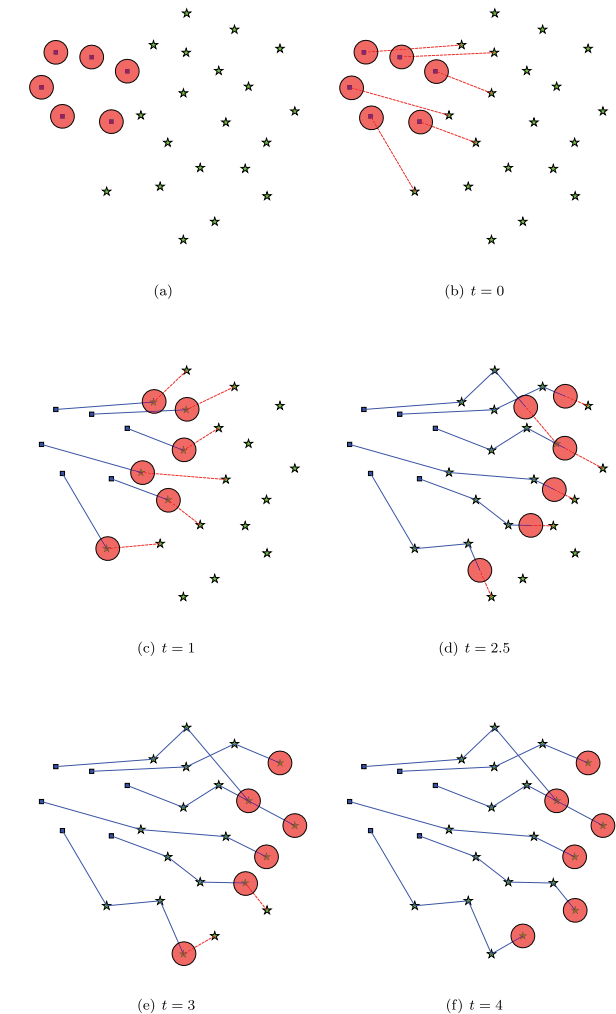 (a)
(b) t = 0
(c) t = 1
(d) t = 2.5
(e) t = 3
(f) t = 4